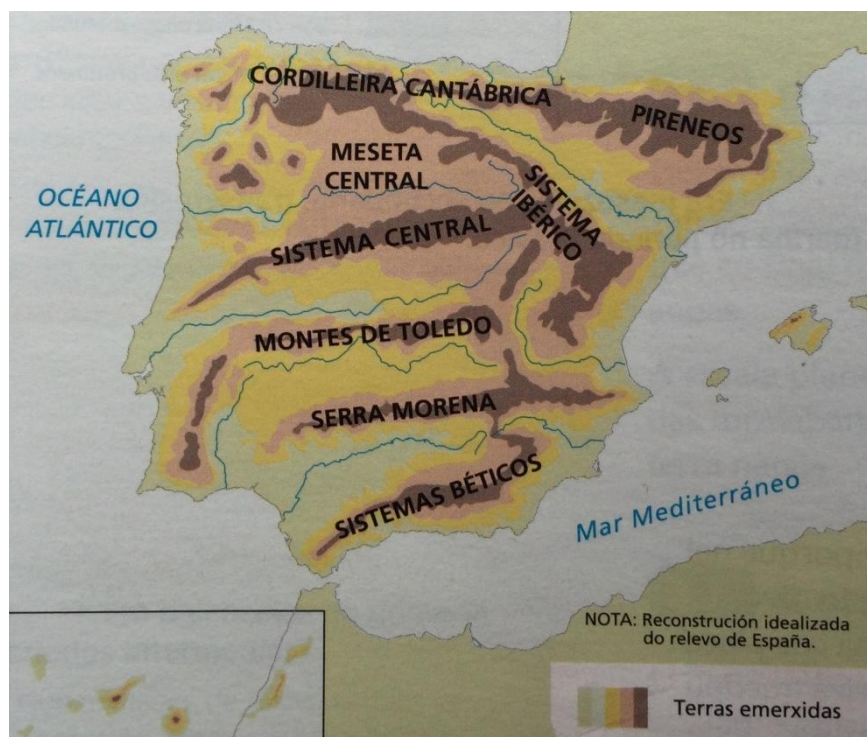 CORDILLEIRA CANTÁBRICA
PIRENEOS
MESETA
CENTRAL
SISTEMA
IBÉRICO
OCÉANO
ATLÁNTICO
SISTEMA CENTRAL
MONTES DE TOLEDO
SERRA MORENA
SISTEMAS BÉTICOS
Mar Mediterráneo
NOTA: Reconstrución idealizada
do relevo de España.
Terras emerxidas